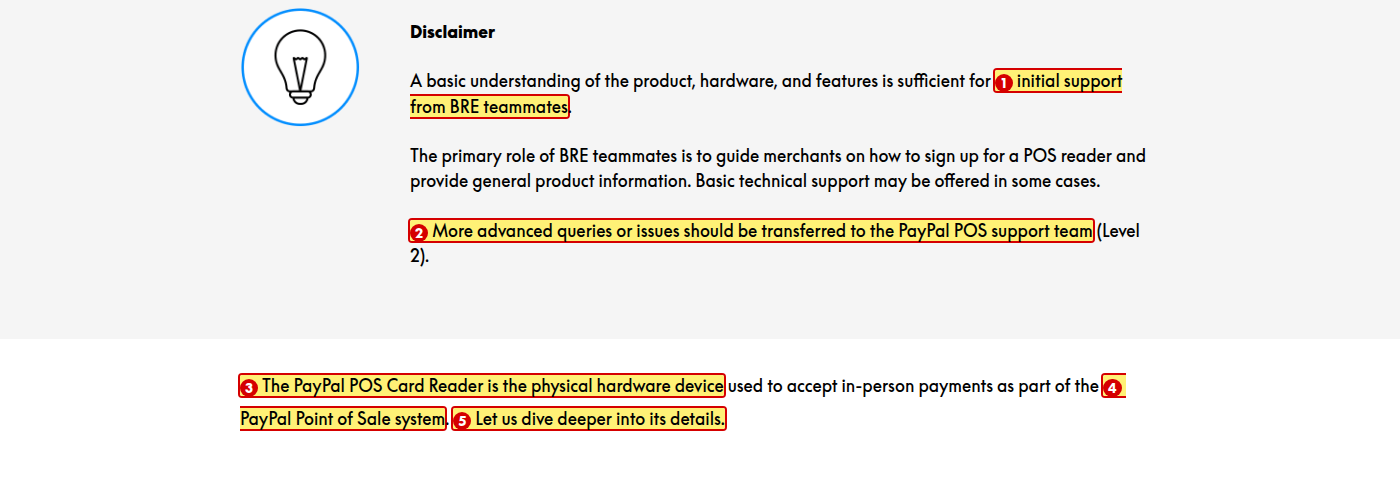 Disclaimer
A basic understanding of the product, hardware, and features is sufficient for 1 initial support
from BRE teammates.
The primary role of BRE teammates is to guide merchants on how to sign up for a POS reader and
provide general product information. Basic technical support may be offered in some cases.
2 More advanced queries or issues should be transferred to the PayPal POS support team (Level
2).
3 The PayPal POS Card Reader is the physical hardware device used to accept in-person payments as part of the 4
PayPal Point of Sale system. 5 Let us dive deeper into its details.